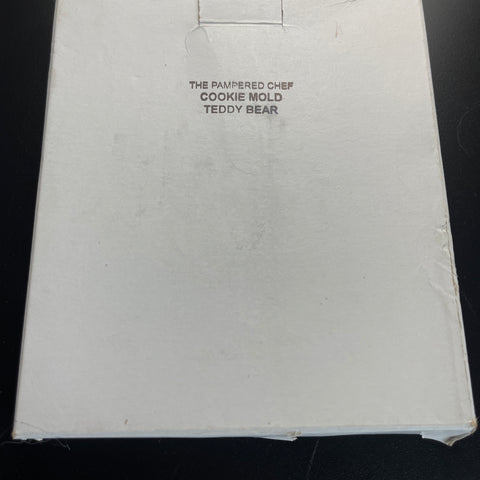 THE PAMPERED CHEF
COOKIE MOLD
TEDDY BEAR